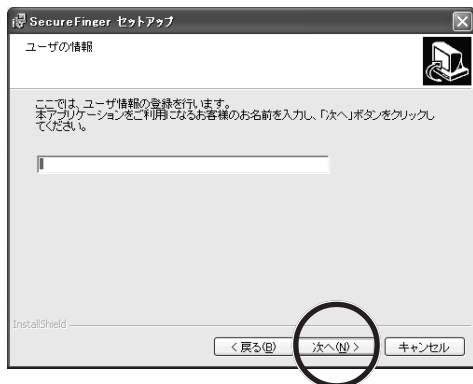 SecureFinger セットアップ
ユーザの情報
ここでは、ユーザ情報の登録を行います。
本アプリケーションをご利用になるお客様のお名前を入力し、「次へ」ボタンをクリックし
てください。
InstallShield
< 戻る(B)
次へ(N) >
キャンセル